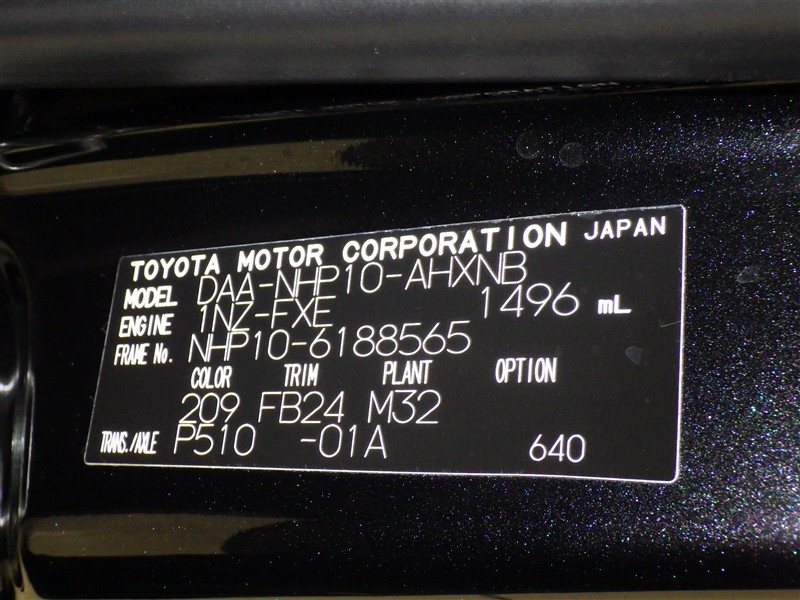 TOYOTA MOTOR CORPORATION JAPAN
MODEL DAA-NHP10-AHXNB
ENGINE 1NZ-FXE 1496 mL
FRAME No. NHP10-6188565
COLOR TRIM PLANT OPTION
209 FB24 M32
TRANS./AXLE P510 -01A 640